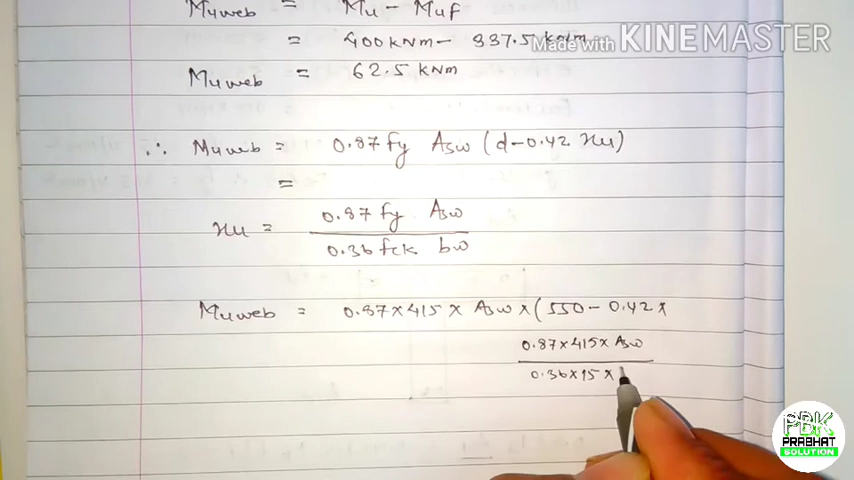 Muweb = Mu - Muf
= 400 kNm - 337.5 kNm
Made with KINEMASTER
Muweb = 62.5 kNm
∴ Muweb = 0.87 fy Asw (d - 0.42 xu)
=
xu = 0.87 fy Asw
0.36 fck bw
Muweb = 0.87 × 415 × Asw × (550 - 0.42 ×
0.87 × 415 × Asw
0.36 × 15 ×
PBK
PRABHAT
SOLUTION